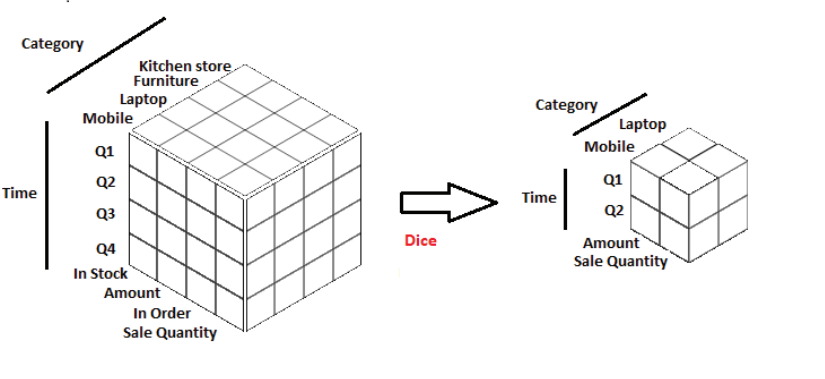 Category
Kitchen store
Furniture
Laptop
Mobile
Time
Q1
Q2
Q3
Q4
In Stock
Amount
In Order
Sale Quantity
Dice
Category
Laptop
Mobile
Time
Q1
Q2
Amount
Sale Quantity